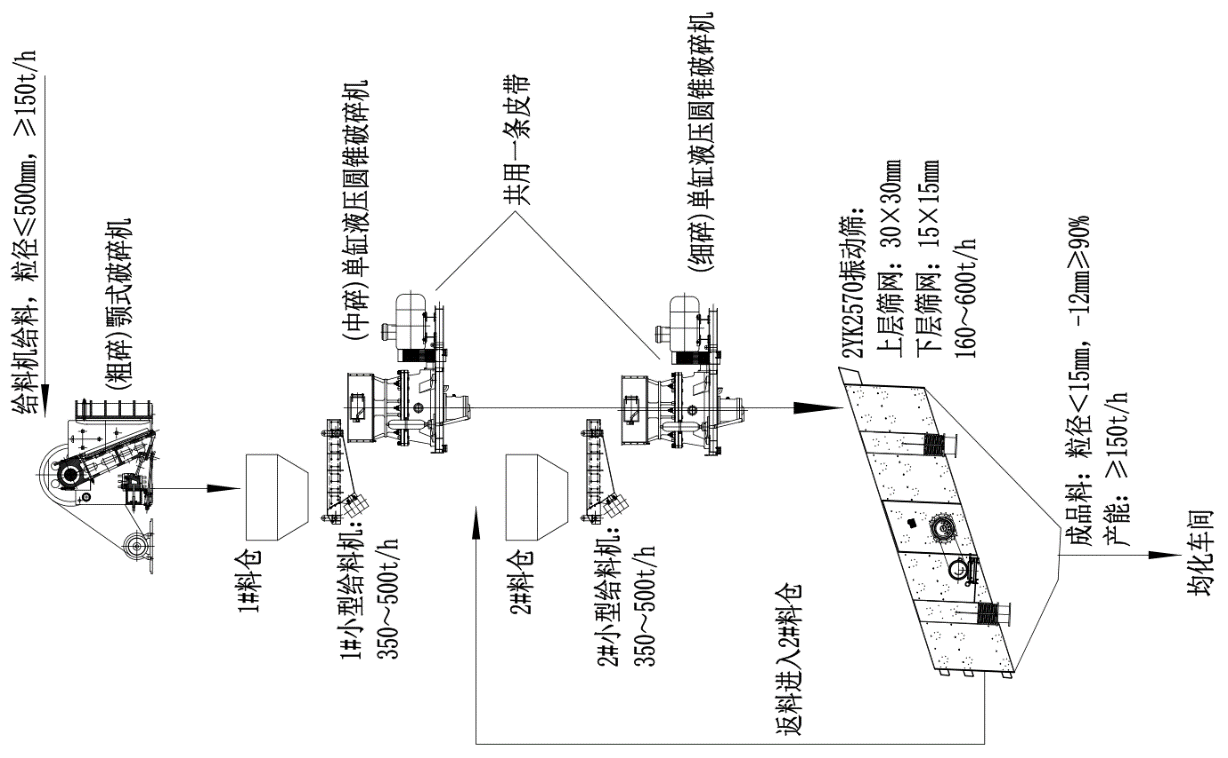 给料机给料，粒径≤500mm，≥150t/h
(粗碎)颚式破碎机
1#料仓
1#小型给料机：
350～500t/h
(中碎)单缸液压圆锥破碎机
共用一条皮带
2#料仓
2#小型给料机：
350～500t/h
(细碎)单缸液压圆锥破碎机
返料进入2#料仓
2YK2570振动筛：
上层筛网：30×30mm
下层筛网：15×15mm
160～600t/h
成品料：粒径＜15mm，-12mm≥90%
产能：≥150t/h
均化车间